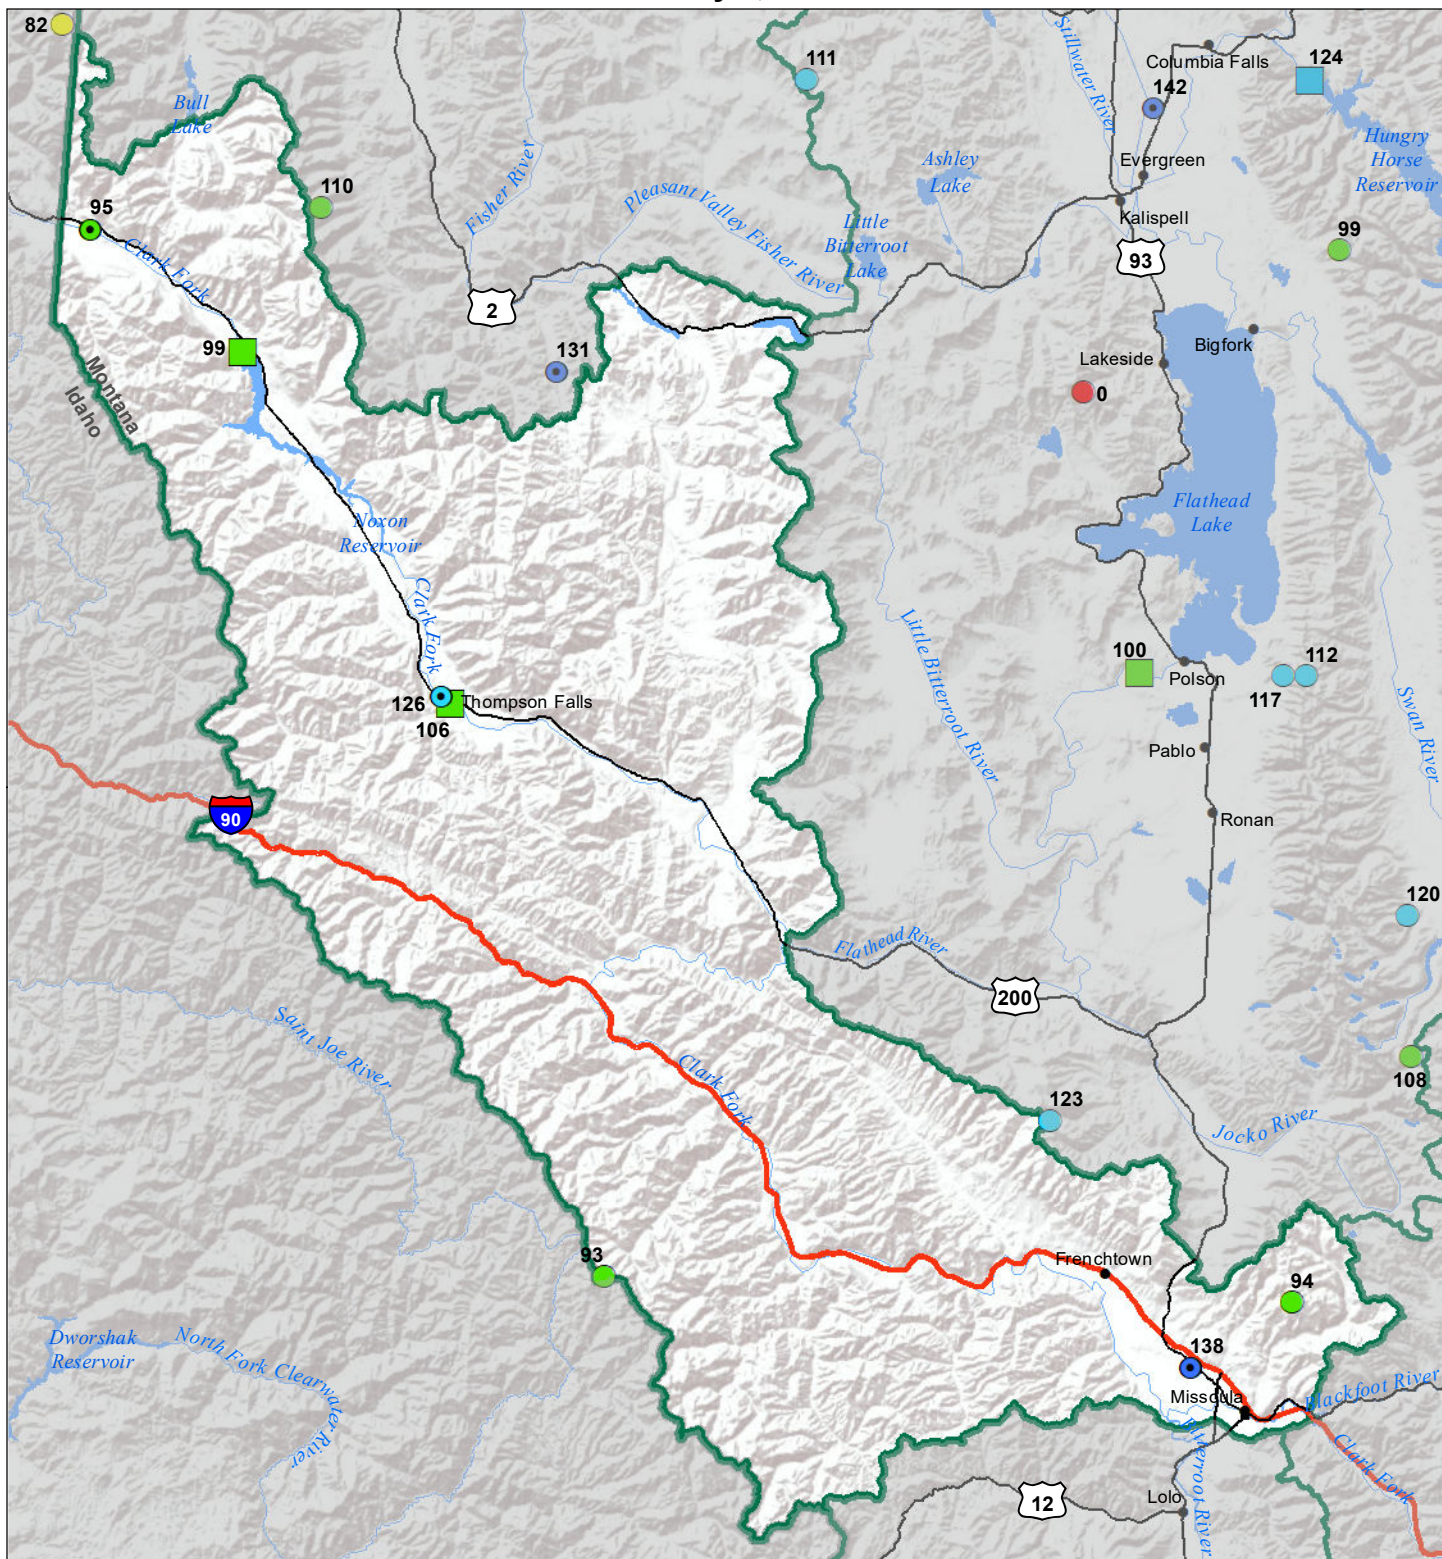 82
111
Columbia Falls
124
Stillwater River
142
Bull
Lake
Hungry
Horse
Reservoir
Ashley
Lake
Evergreen
Fisher River
110
Pleasant Valley Fisher River
Kalispell
95
Little
Bitterroot
Lake
99
Clark Fork
93
2
99
131
Bigfork
Lakeside
Montana
Idaho
0
Flathead
Lake
Noxon
Reservoir
Clark Fork
Little Bitterroot River
100
112
Polson
117
126
Thompson Falls
106
Swan River
Pablo
90
Ronan
120
Flathead River
200
Saint Joe River
Clark Fork
108
123
Jocko River
93
Frenchtown
94
Dworshak
Reservoir
North Fork Clearwater
River
138
Missoula
Blackfoot River
Bitterroot River
Clark Fork
12
Lolo